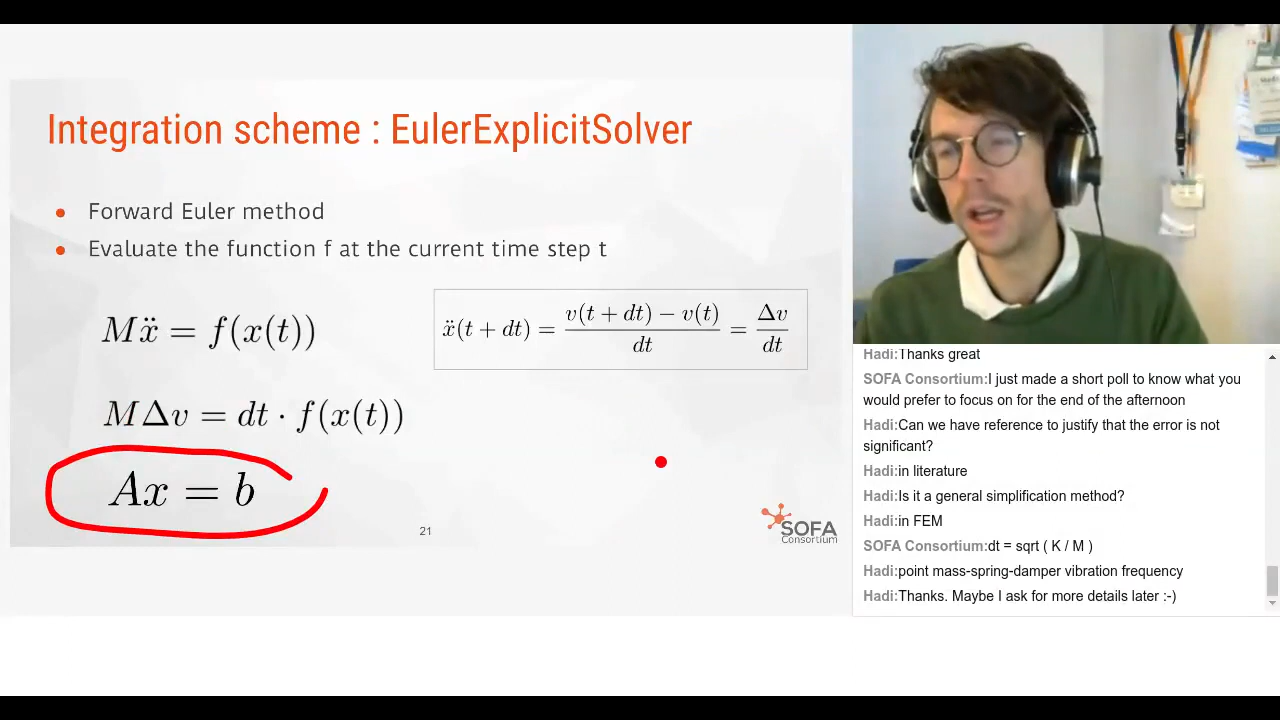 Integration scheme : EulerExplicitSolver
• Forward Euler method
• Evaluate the function f at the current time step t
Mẍ = f(x(t))
ẍ(t + dt) = v(t + dt) − v(t) / dt = Δv / dt
MΔv = dt · f(x(t))
Ax = b
21
SOFA
Consortium
Hadi:Thanks great
SOFA Consortium:I just made a short poll to know what you
would prefer to focus on for the end of the afternoon
Hadi:Can we have reference to justify that the error is not
significant?
Hadi:in literature
Hadi:Is it a general simplification method?
Hadi:in FEM
SOFA Consortium:dt = sqrt ( K / M )
Hadi:point mass-spring-damper vibration frequency
Hadi:Thanks. Maybe I ask for more details later :-)